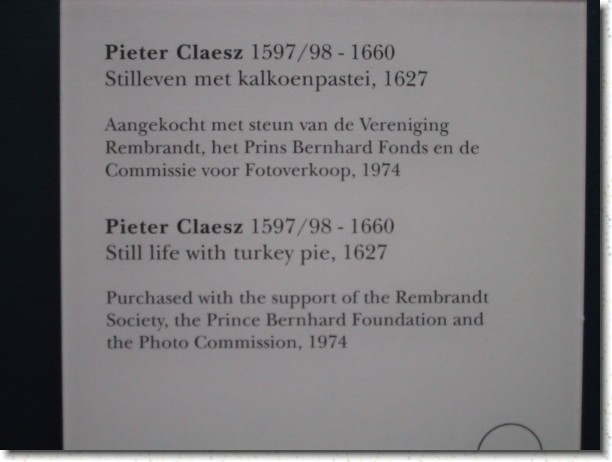 Pieter Claesz 1597/98 - 1660
Stilleven met kalkoenpastei, 1627
Aangekocht met steun van de Vereniging
Rembrandt, het Prins Bernhard Fonds en de
Commissie voor Fotoverkoop, 1974
Pieter Claesz 1597/98 - 1660
Still life with turkey pie, 1627
Purchased with the support of the Rembrandt
Society, the Prince Bernhard Foundation and
the Photo Commission, 1974